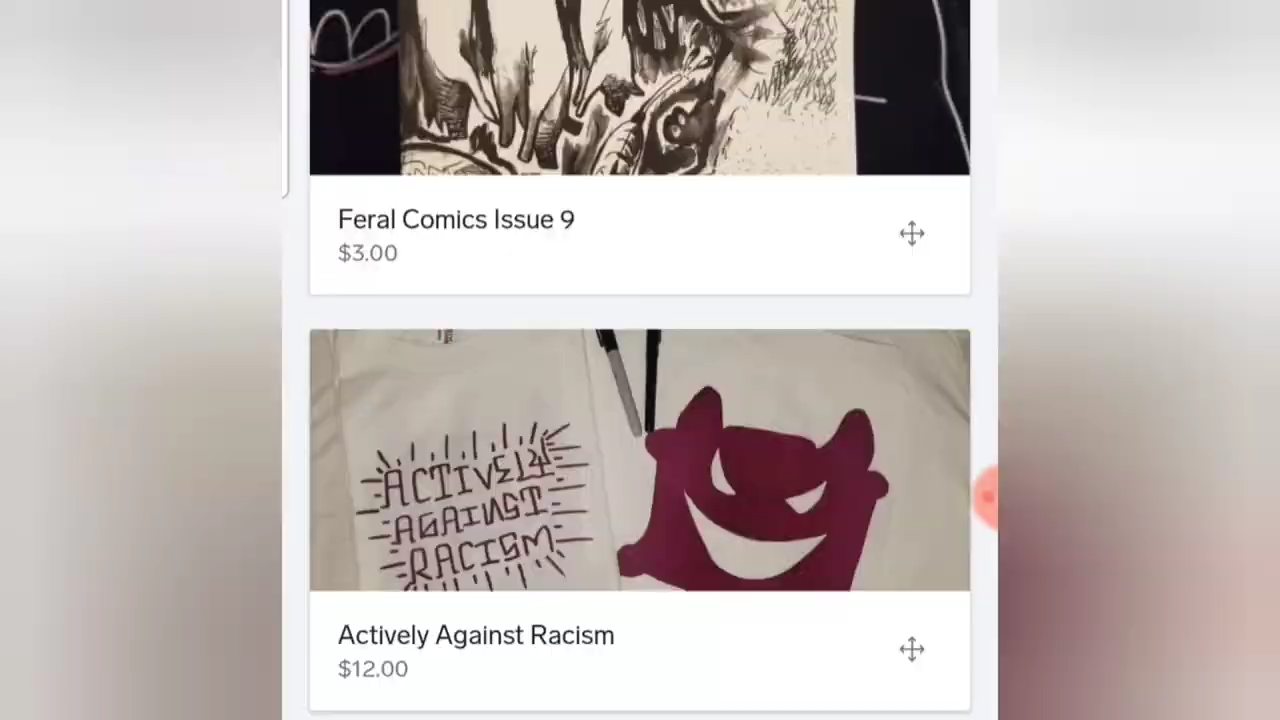 Feral Comics Issue 9
$3.00
ACTIVELY
AGAINST
RACISM
Actively Against Racism
$12.00